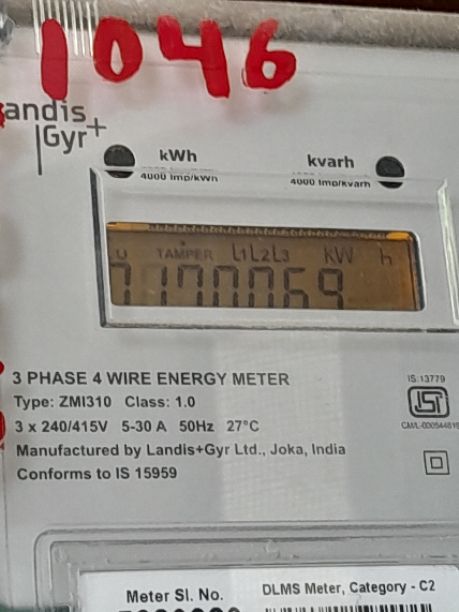 1046
Landis
Gyr+
kWh
4000 Imp/kWh
kvarh
4000 Imp/kvarh
TAMPER L1L2L3 kW h
3 PHASE 4 WIRE ENERGY METER
Type: ZMI310 Class: 1.0
3 x 240/415V 5-30 A 50Hz 27°C
Manufactured by Landis+Gyr Ltd., Joka, India
Conforms to IS 15959
IS 13779
Meter Sl. No.
DLMS Meter, Category - C2